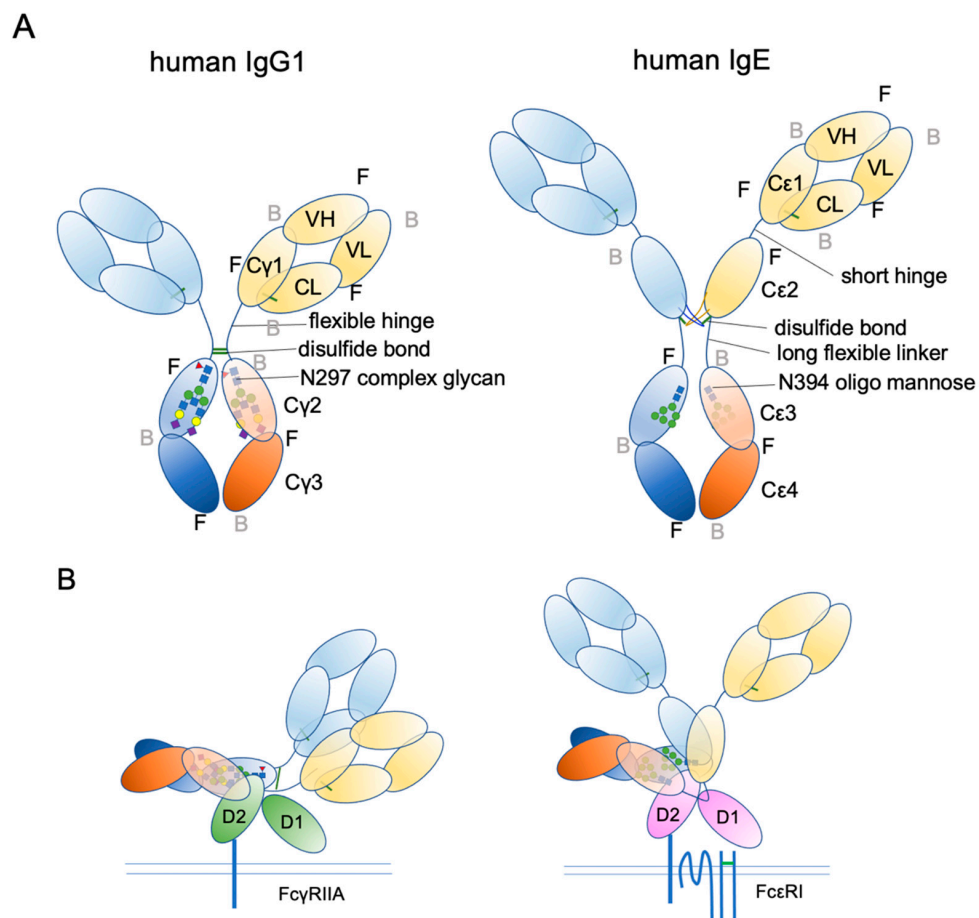 A
human IgG1
human IgE
F
B
VH
B
F
Cγ1
VL
CL
F
B
flexible hinge
disulfide bond
F
B
N297 complex glycan
Cγ2
B
F
Cγ3
F
B
F
B
VH
B
F
Cε1
VL
CL
F
B
short hinge
B
F
Cε2
disulfide bond
long flexible linker
F
B
N394 oligo mannose
Cε3
B
F
Cε4
F
B
B
D2
D1
FcγRIIA
D2
D1
FcεRI